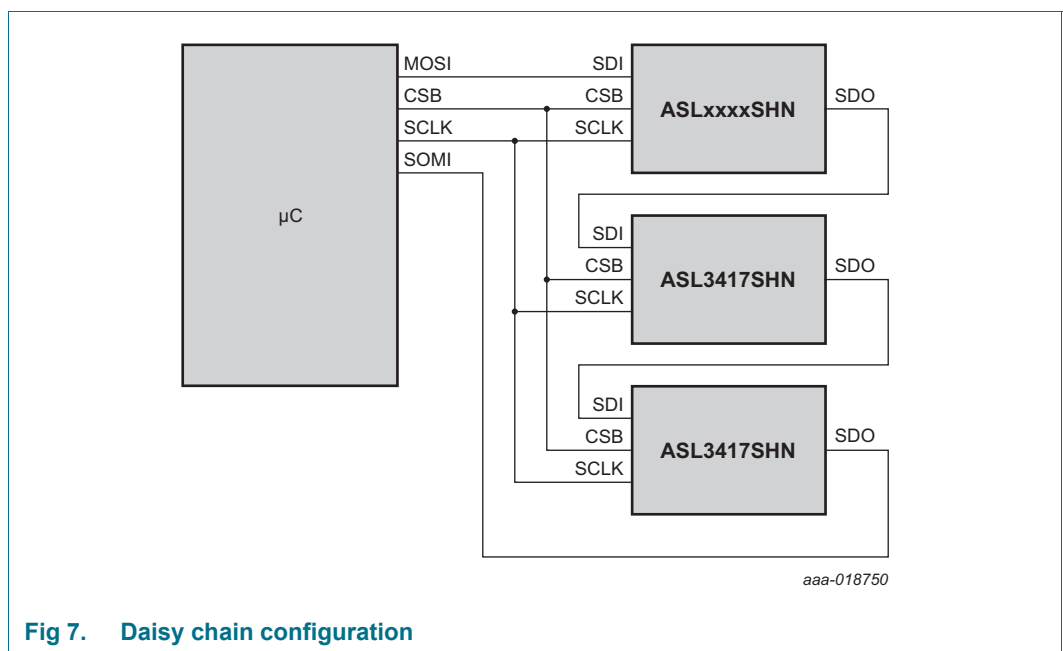 MOSI SDI
CSB CSB ASLxxxxSHN SDO
SCLK SCLK
SOMI
µC
SDI
CSB ASL3417SHN SDO
SCLK
SDI
CSB ASL3417SHN SDO
SCLK
aaa-018750
Fig 7. Daisy chain configuration